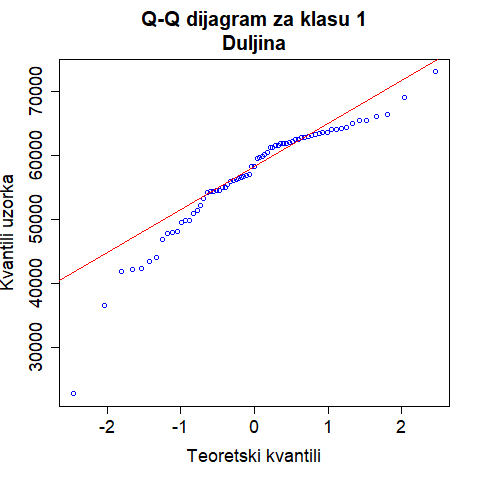 Q-Q dijagram za klasu 1
Duljina
Kvantili uzorka
70000
60000
50000
40000
30000
-2 -1 0 1 2
Teoretski kvantili